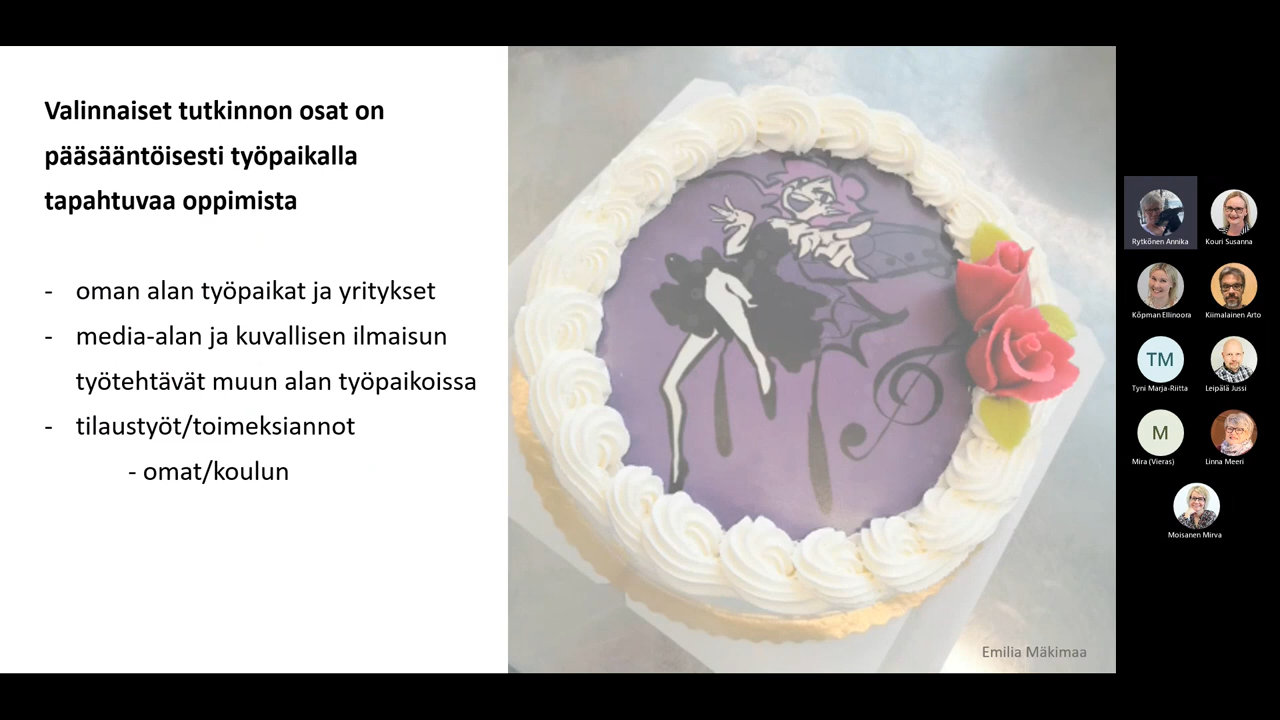 Valinnaiset tutkinnon osat on
pääsääntöisesti työpaikalla
tapahtuvaa oppimista
- oman alan työpaikat ja yritykset
- media-alan ja kuvallisen ilmaisun
työtehtävät muun alan työpaikoissa
- tilaustyöt/toimeksiannot
- omat/koulun
Emilia Mäkimaa
Rytkönen Annika
Kouri Susanna
Köpman Ellinoora
Kiimalainen Arto
TM
Tyni Marja-Riitta
Leipälä Jussi
M
Mira (Vieras)
Linna Meeri
Moisanen Mirva